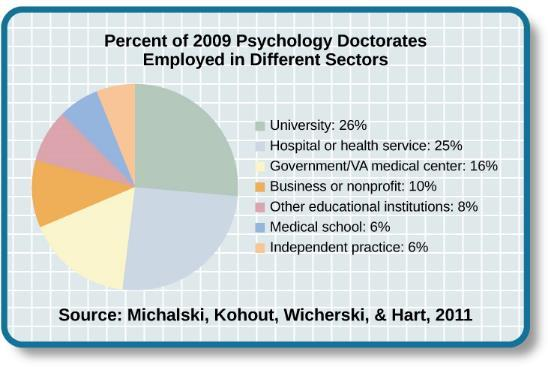 Percent of 2009 Psychology Doctorates
Employed in Different Sectors
University: 26%
Hospital or health service: 25%
Government/VA medical center: 16%
Business or nonprofit: 10%
Other educational institutions: 8%
Medical school: 6%
Independent practice: 6%
Source: Michalski, Kohout, Wicherski, & Hart, 2011